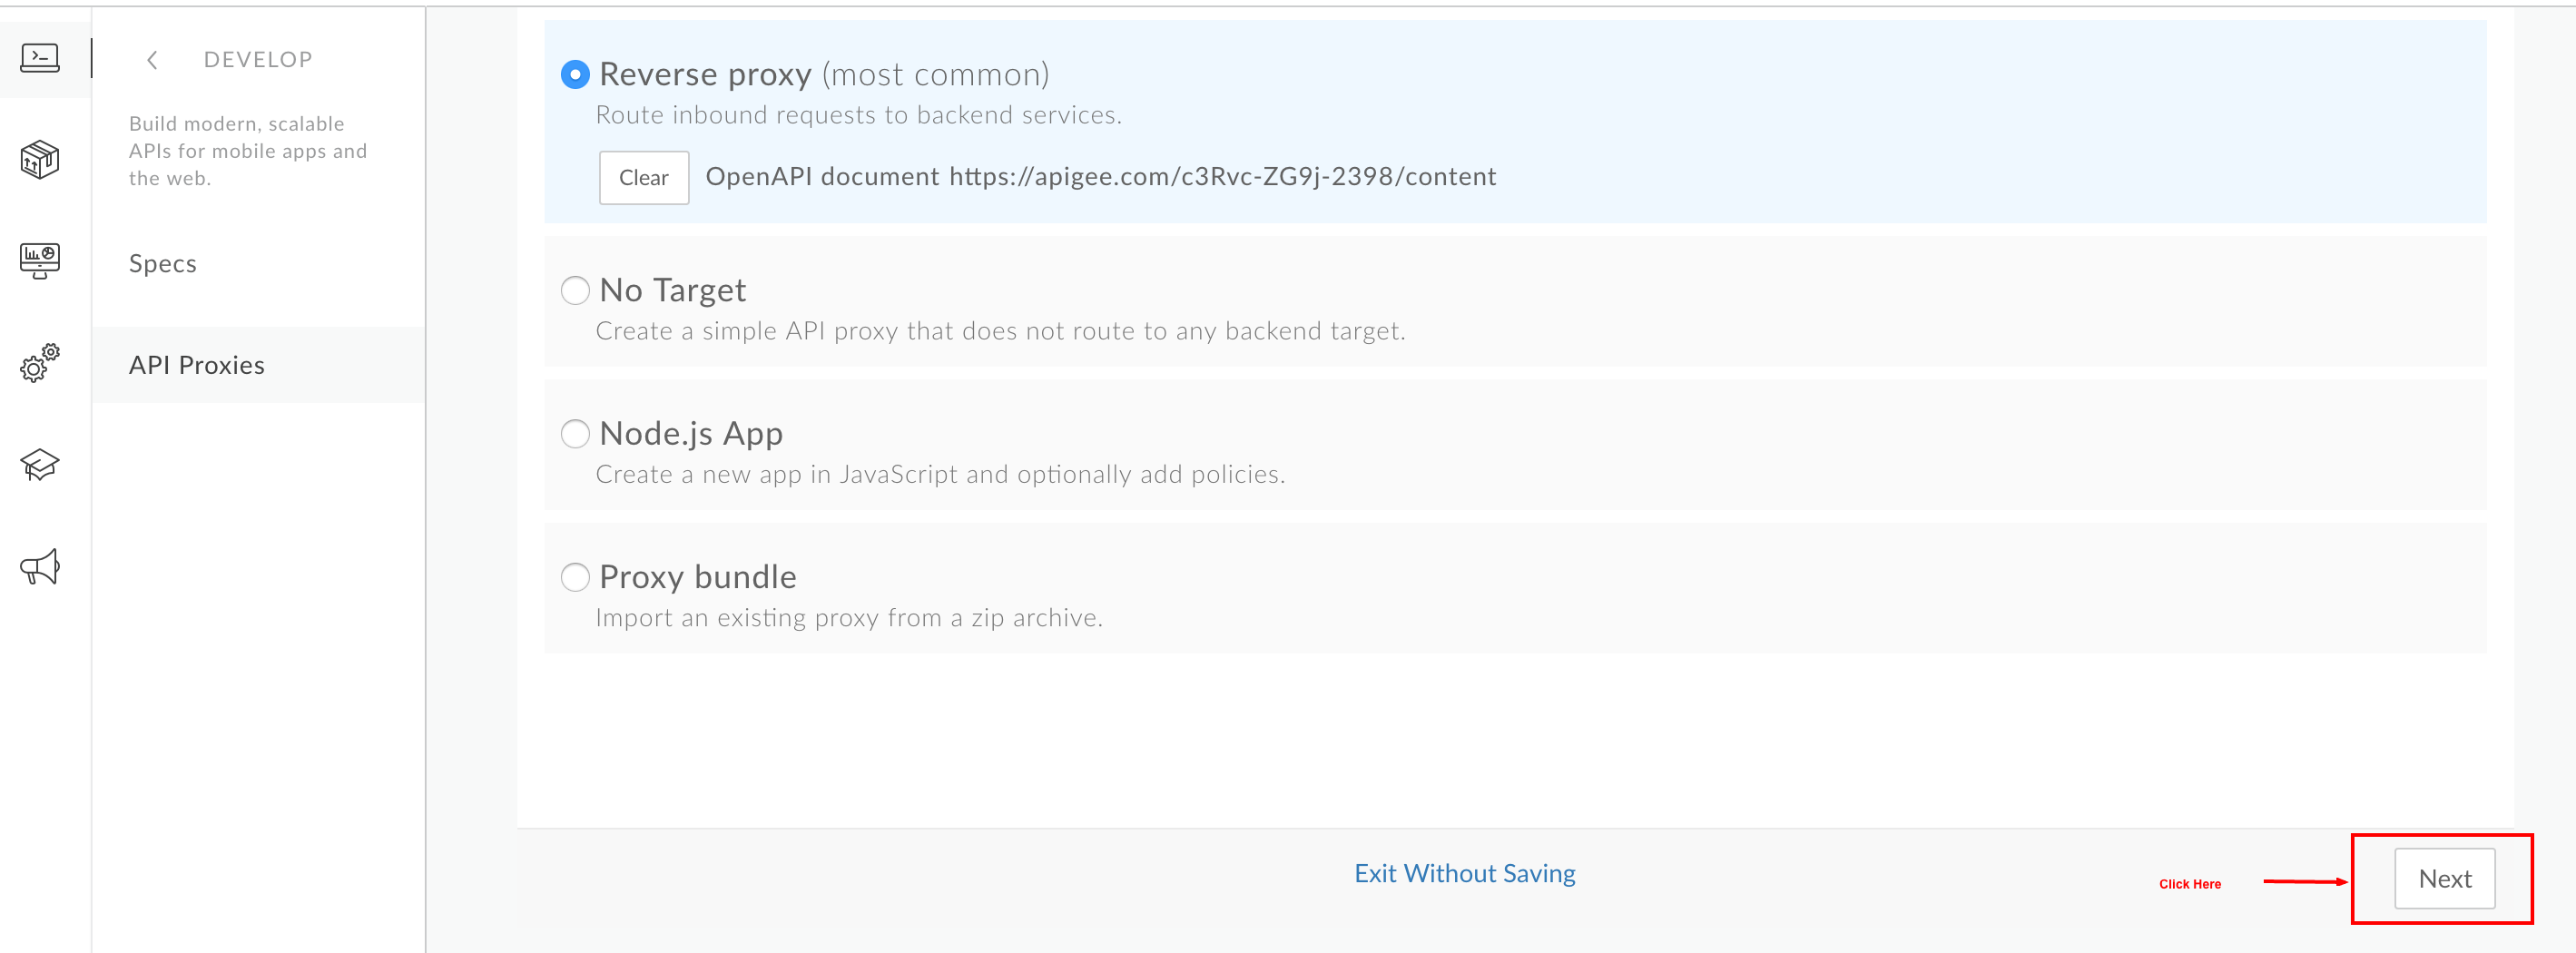 DEVELOP
Build modern, scalable
APIs for mobile apps and
the web.
Specs
API Proxies
Reverse proxy (most common)
Route inbound requests to backend services.
Clear OpenAPI document https://apigee.com/c3Rvc-ZG9j-2398/content
No Target
Create a simple API proxy that does not route to any backend target.
Node.js App
Create a new app in JavaScript and optionally add policies.
Proxy bundle
Import an existing proxy from a zip archive.
Exit Without Saving
Click Here
Next